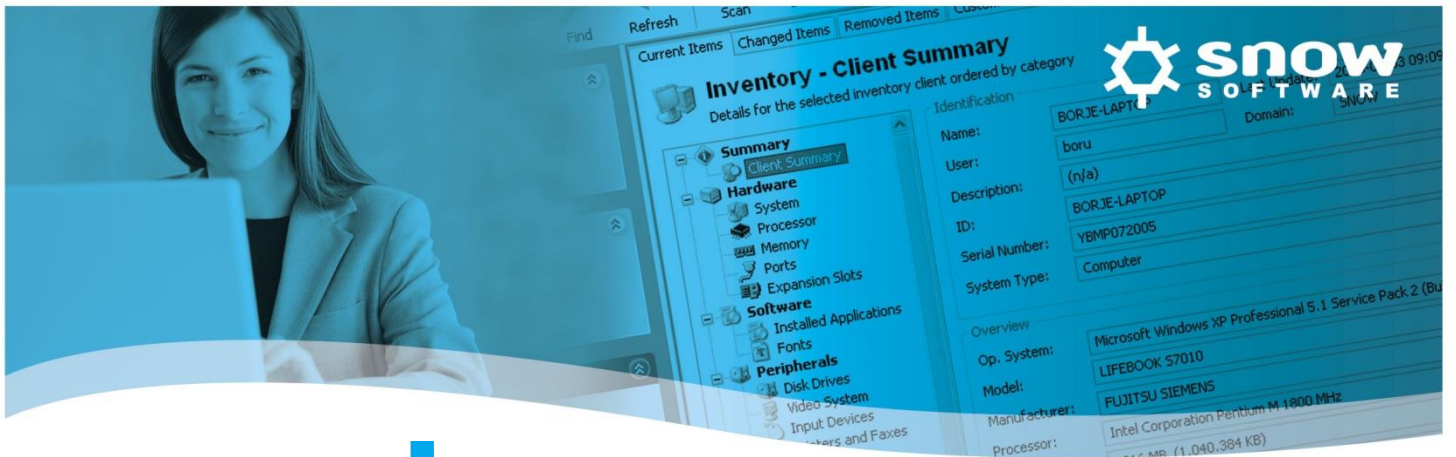 Find
Refresh
Scan
Current Items
Changed Items
Removed Items
Inventory - Client Summary
Details for the selected inventory client ordered by category
snow
SOFTWARE
Summary
Client Summary
Hardware
System
Processor
Memory
Ports
Expansion Slots
Software
Installed Applications
Fonts
Peripherals
Disk Drives
Video System
Input Devices
and Faxes
Identification
Name: BORJE-LAPTOP
Domain: SNOW
User: boru
Description: (n/a)
ID: BORJE-LAPTOP
Serial Number: YBMP072005
System Type: Computer
Overview
Op. System: Microsoft Windows XP Professional 5.1 Service Pack 2 (Bu
Model: LIFEBOOK S7010
Manufacturer: FUJITSU SIEMENS
Processor: Intel Corporation Pentium M 1800 MHz
MB (1.040.384 KB)